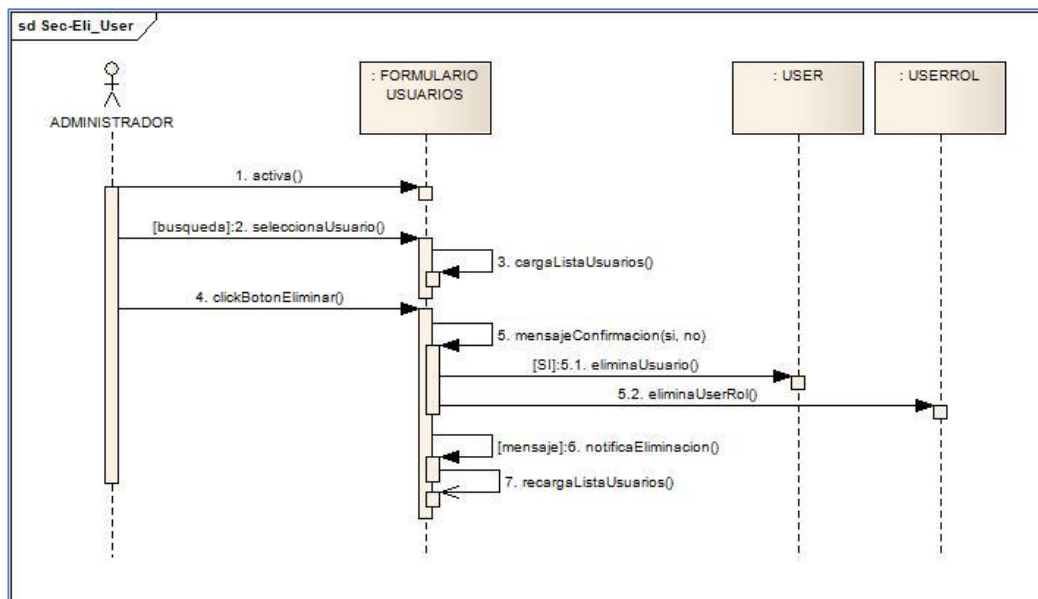 sd Sec-Eli_User
ADMINISTRADOR
: FORMULARIO
USUARIOS
: USER
: USERROL
1. activa()
[busqueda]:2. seleccionaUsuario()
3. cargaListaUsuarios()
4. clickBotonEliminar()
5. mensajeConfirmacion(si, no)
[SI]:5.1. eliminaUsuario()
5.2. eliminaUserRol()
[mensaje]:6. notificaEliminacion()
7. recargaListaUsuarios()